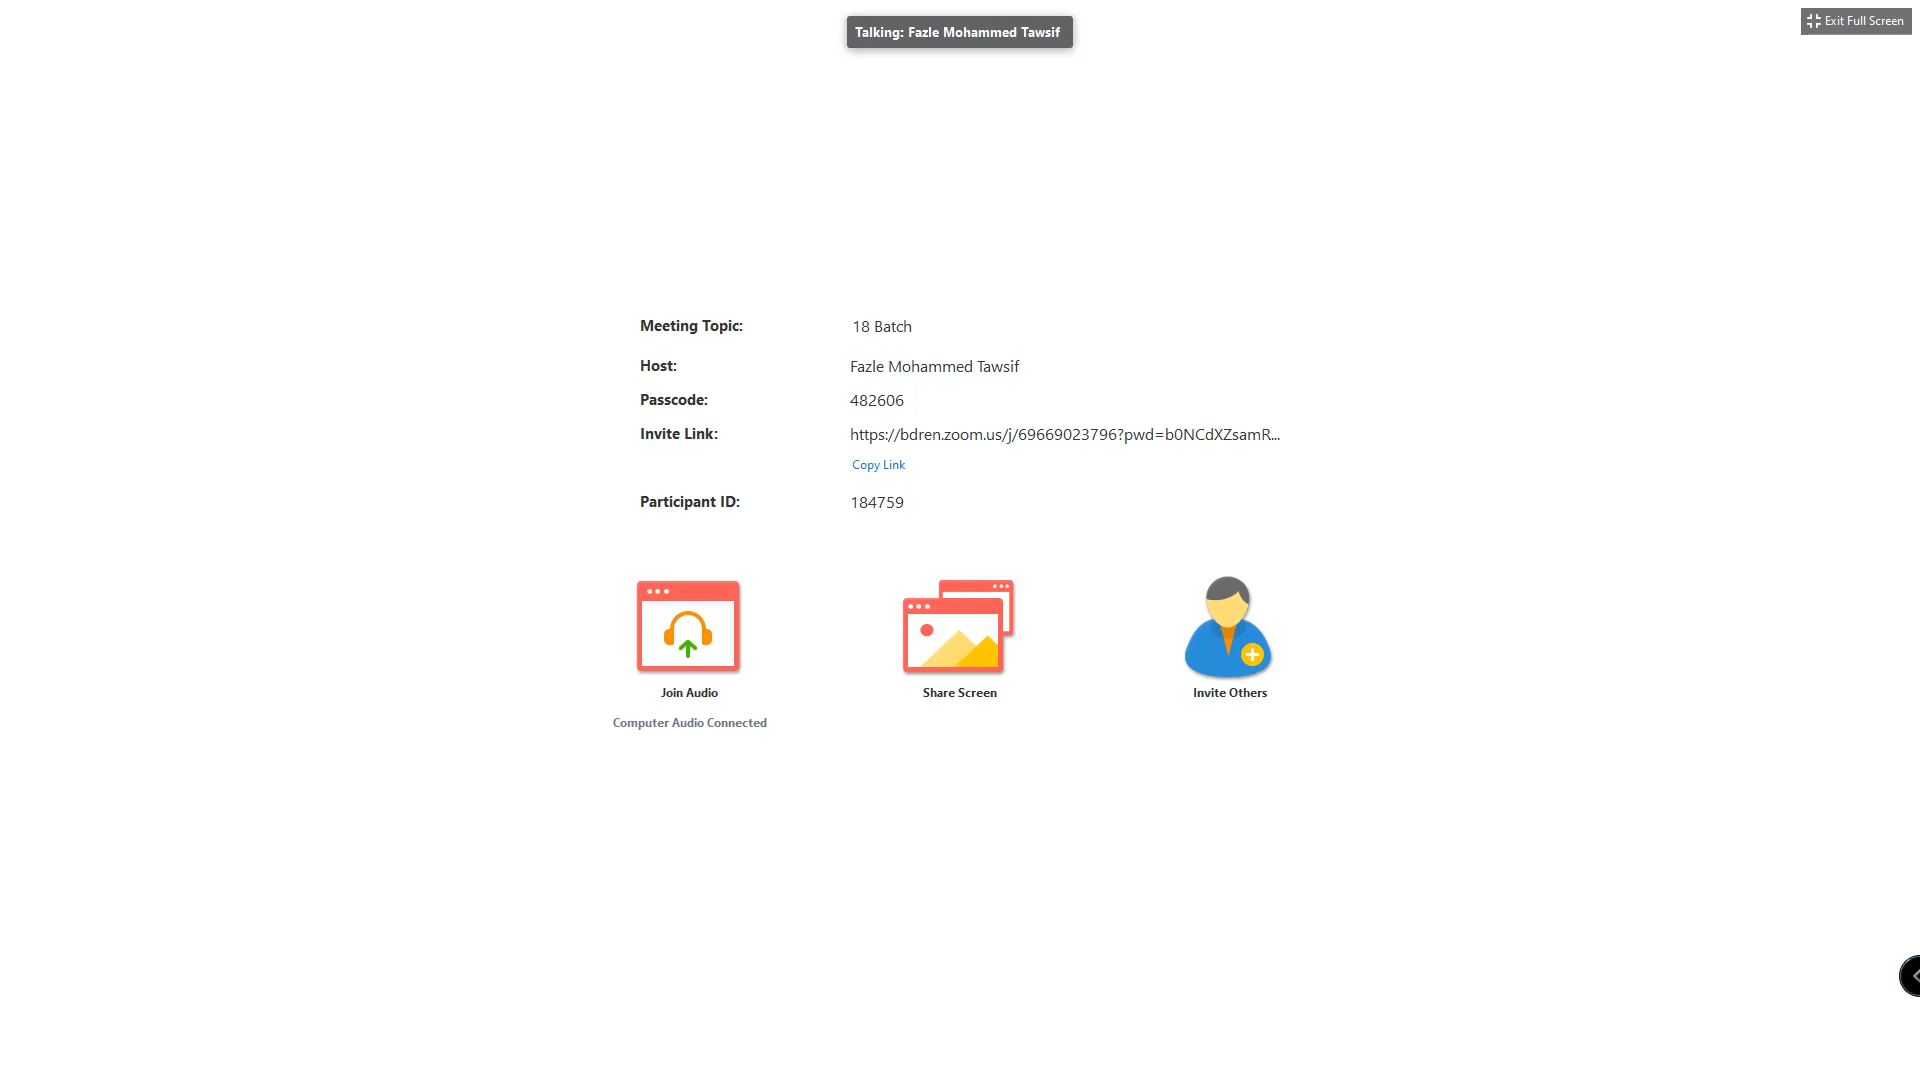 Talking: Fazle Mohammed Tawsif
Exit Full Screen
Meeting Topic: 18 Batch
Host: Fazle Mohammed Tawsif
Passcode: 482606
Invite Link: https://bdren.zoom.us/j/69669023796?pwd=b0NCdXZsamR...
Copy Link
Participant ID: 184759
Join Audio Share Screen Invite Others
Computer Audio Connected